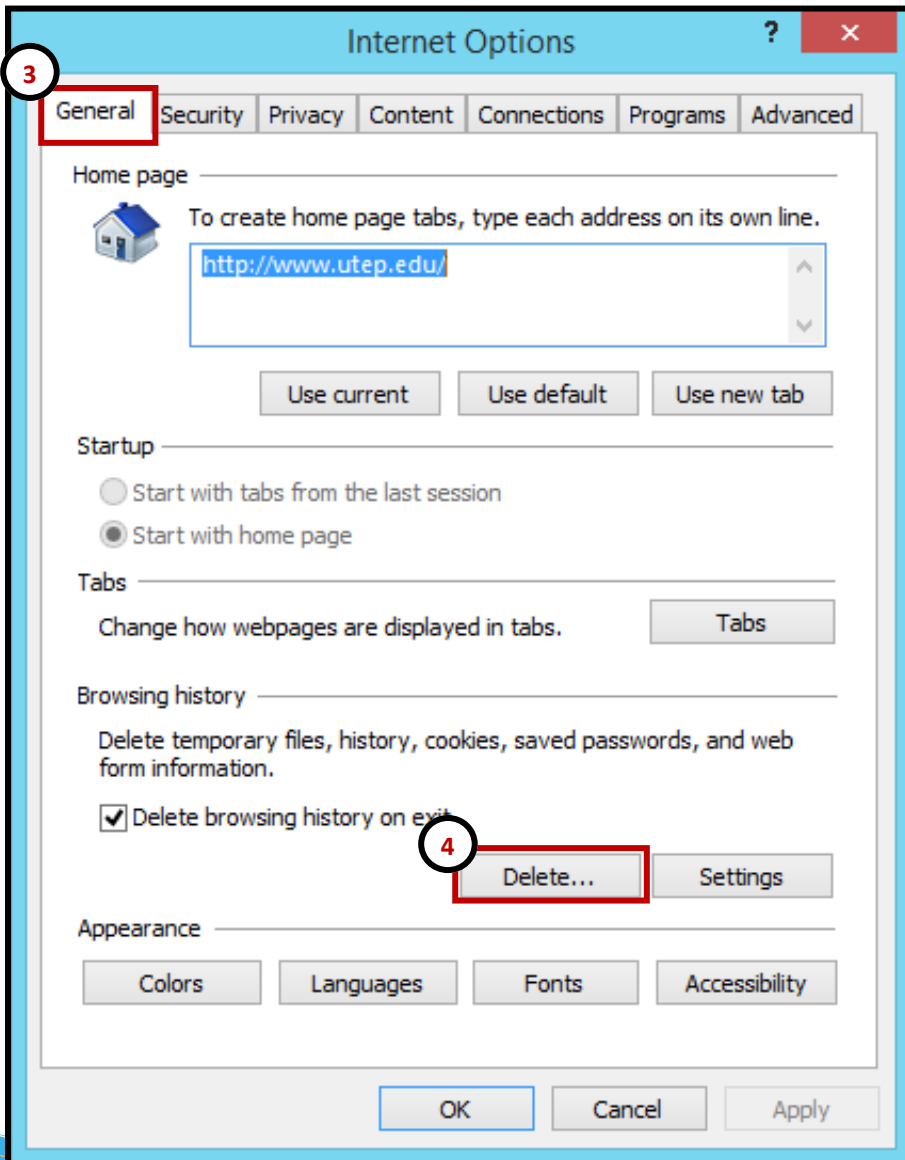 Internet Options
?
×
3
General Security Privacy Content Connections Programs Advanced
Home page
To create home page tabs, type each address on its own line.
http://www.utep.edu/
Use current Use default Use new tab
Startup
Start with tabs from the last session
Start with home page
Tabs
Change how webpages are displayed in tabs. Tabs
Browsing history
Delete temporary files, history, cookies, saved passwords, and web
form information.
Delete browsing history on exit
4
Delete... Settings
Appearance
Colors Languages Fonts Accessibility
OK Cancel Apply